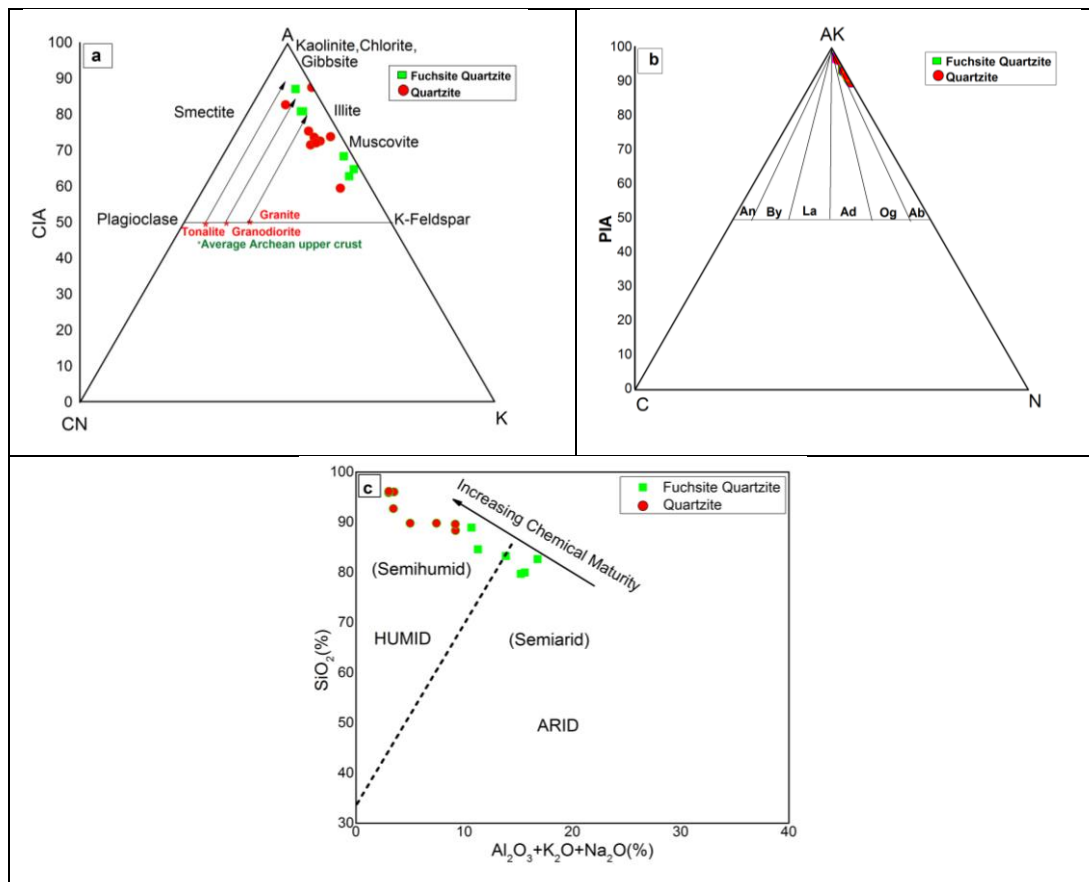 a
A
Kaolinite,Chlorite,
Gibbsite
Fuchsite Quartzite
Quartzite
Smectite
Illite
Muscovite
Plagioclase
K-Feldspar
Granite
Tonalite
Granodiorite
*Average Archean upper crust
CIA
100
90
80
70
60
50
40
30
20
10
0
CN
K
b
AK
Fuchsite Quartzite
Quartzite
An
By
La
Ad
Og
Ab
PIA
100
90
80
70
60
50
40
30
20
10
0
C
N
c
Fuchsite Quartzite
Quartzite
Increasing Chemical Maturity
(Semihumid)
HUMID
(Semiarid)
ARID
SiO₂(%)
100
90
80
70
60
50
40
30
0
10
20
30
40
Al₂O₃+K₂O+Na₂O(%)